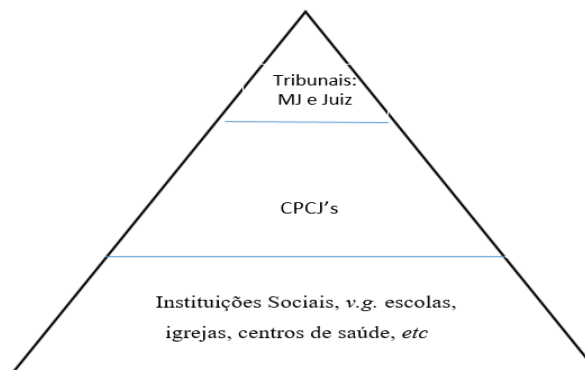 Tribunais:
MJ e Juiz
CPCJ's
Instituições Sociais, v.g. escolas,
igrejas, centros de saúde, etc